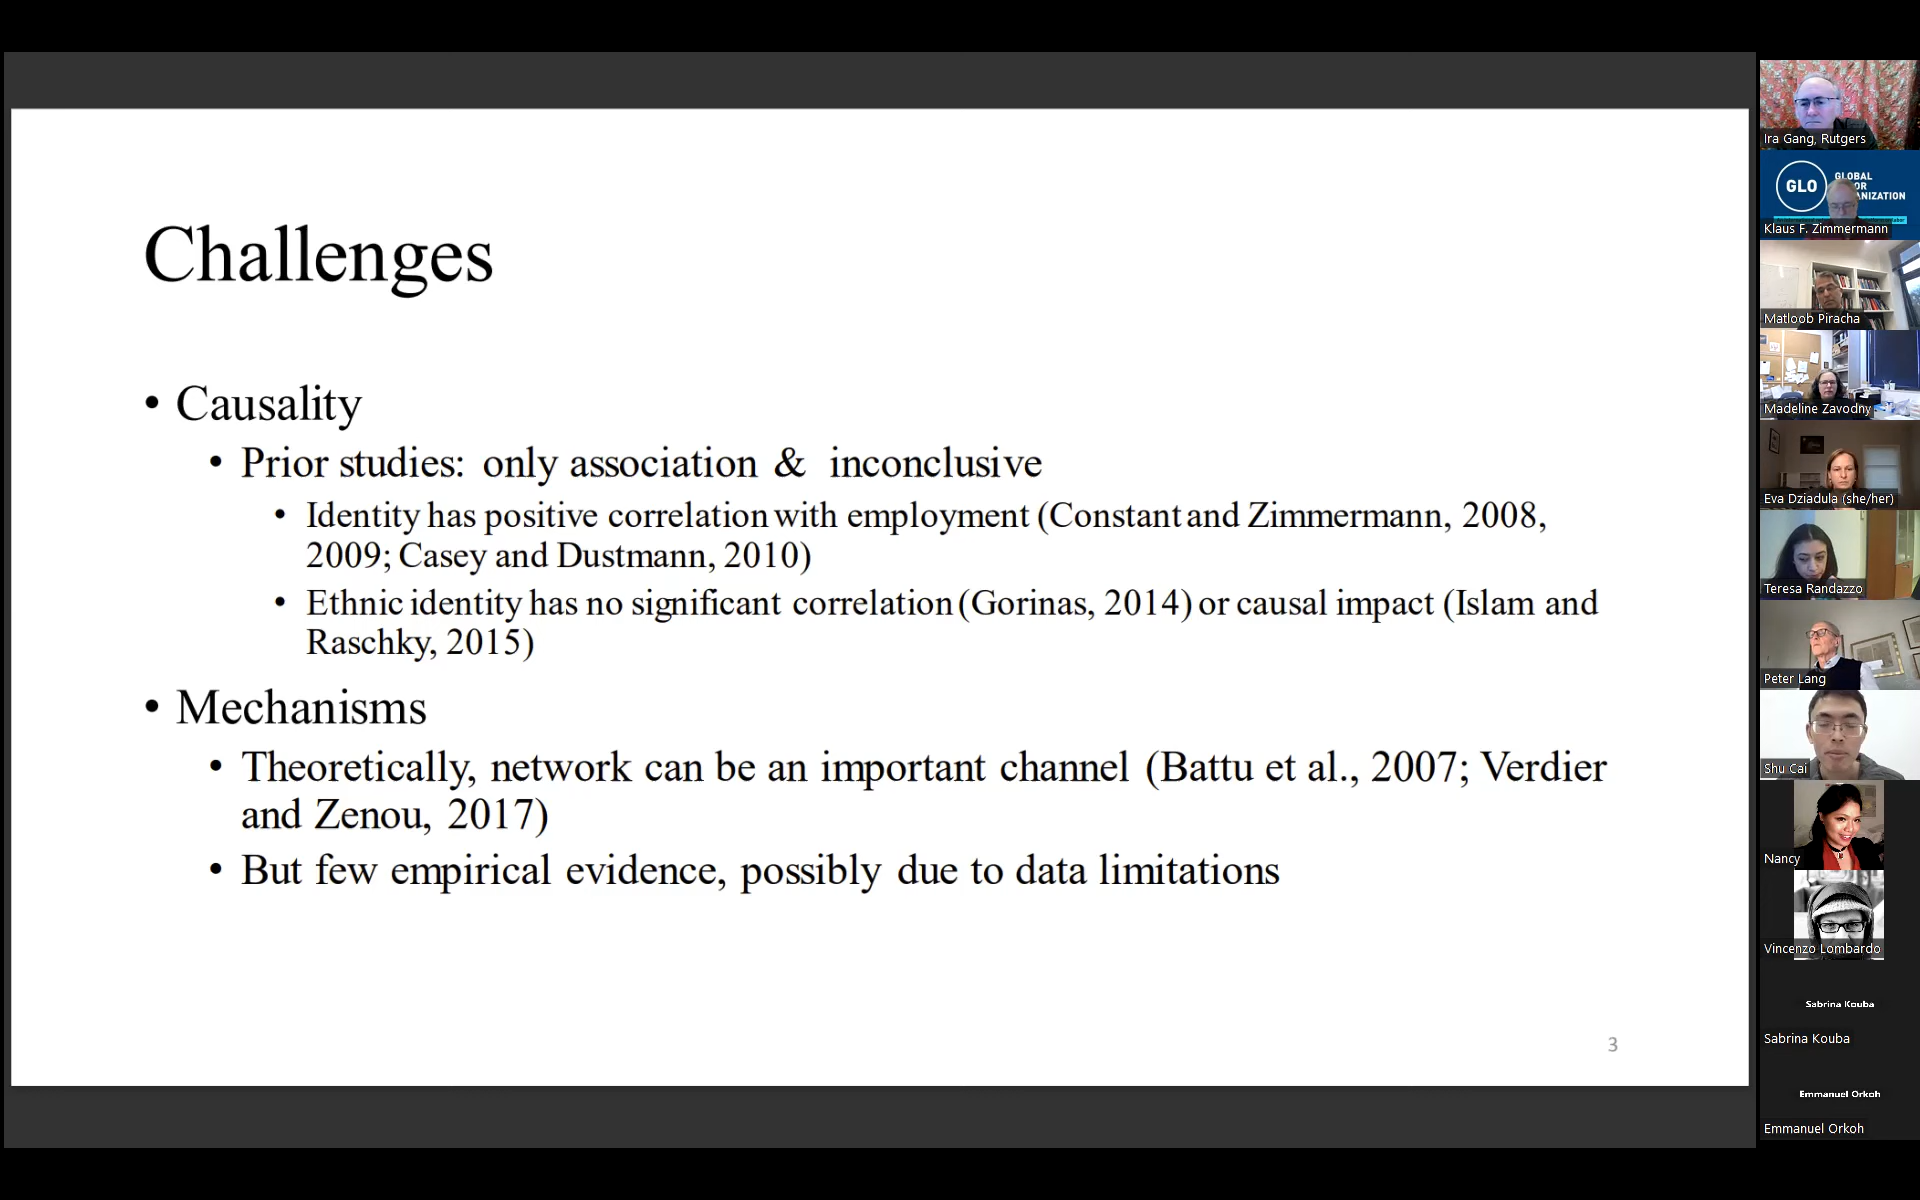 Challenges
• Causality
• Prior studies: only association & inconclusive
• Identity has positive correlation with employment (Constant and Zimmermann, 2008,
2009; Casey and Dustmann, 2010)
• Ethnic identity has no significant correlation (Gorinas, 2014) or causal impact (Islam and
Raschky, 2015)
• Mechanisms
• Theoretically, network can be an important channel (Battu et al., 2007; Verdier
and Zenou, 2017)
• But few empirical evidence, possibly due to data limitations
3
Ira Gang, Rutgers
GLO
GLOBAL
Klaus F. Zimmermann
Matloob Piracha
Madeline Zavodny
Eva Dziadula (she/her)
Teresa Randazzo
Peter Lang
Shu Cai
Nancy
Vincenzo Lombardo
Sabrina Kouba
Sabrina Kouba
Emmanuel Orkoh
Emmanuel Orkoh